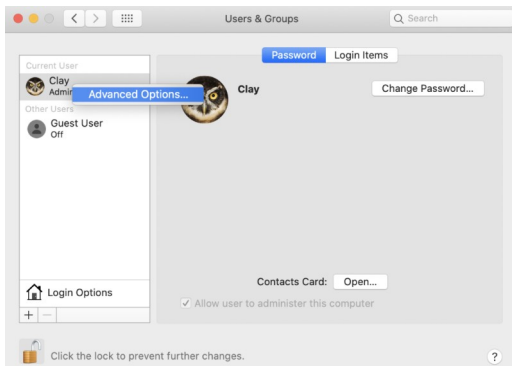 Users & Groups
Search
Password
Login Items
Current User
Clay
Advanced Options...
Other Users
Guest User
Off
Clay
Change Password...
Contacts Card:
Open...
Login Options
Allow user to administer this computer
+ −
Click the lock to prevent further changes.
?